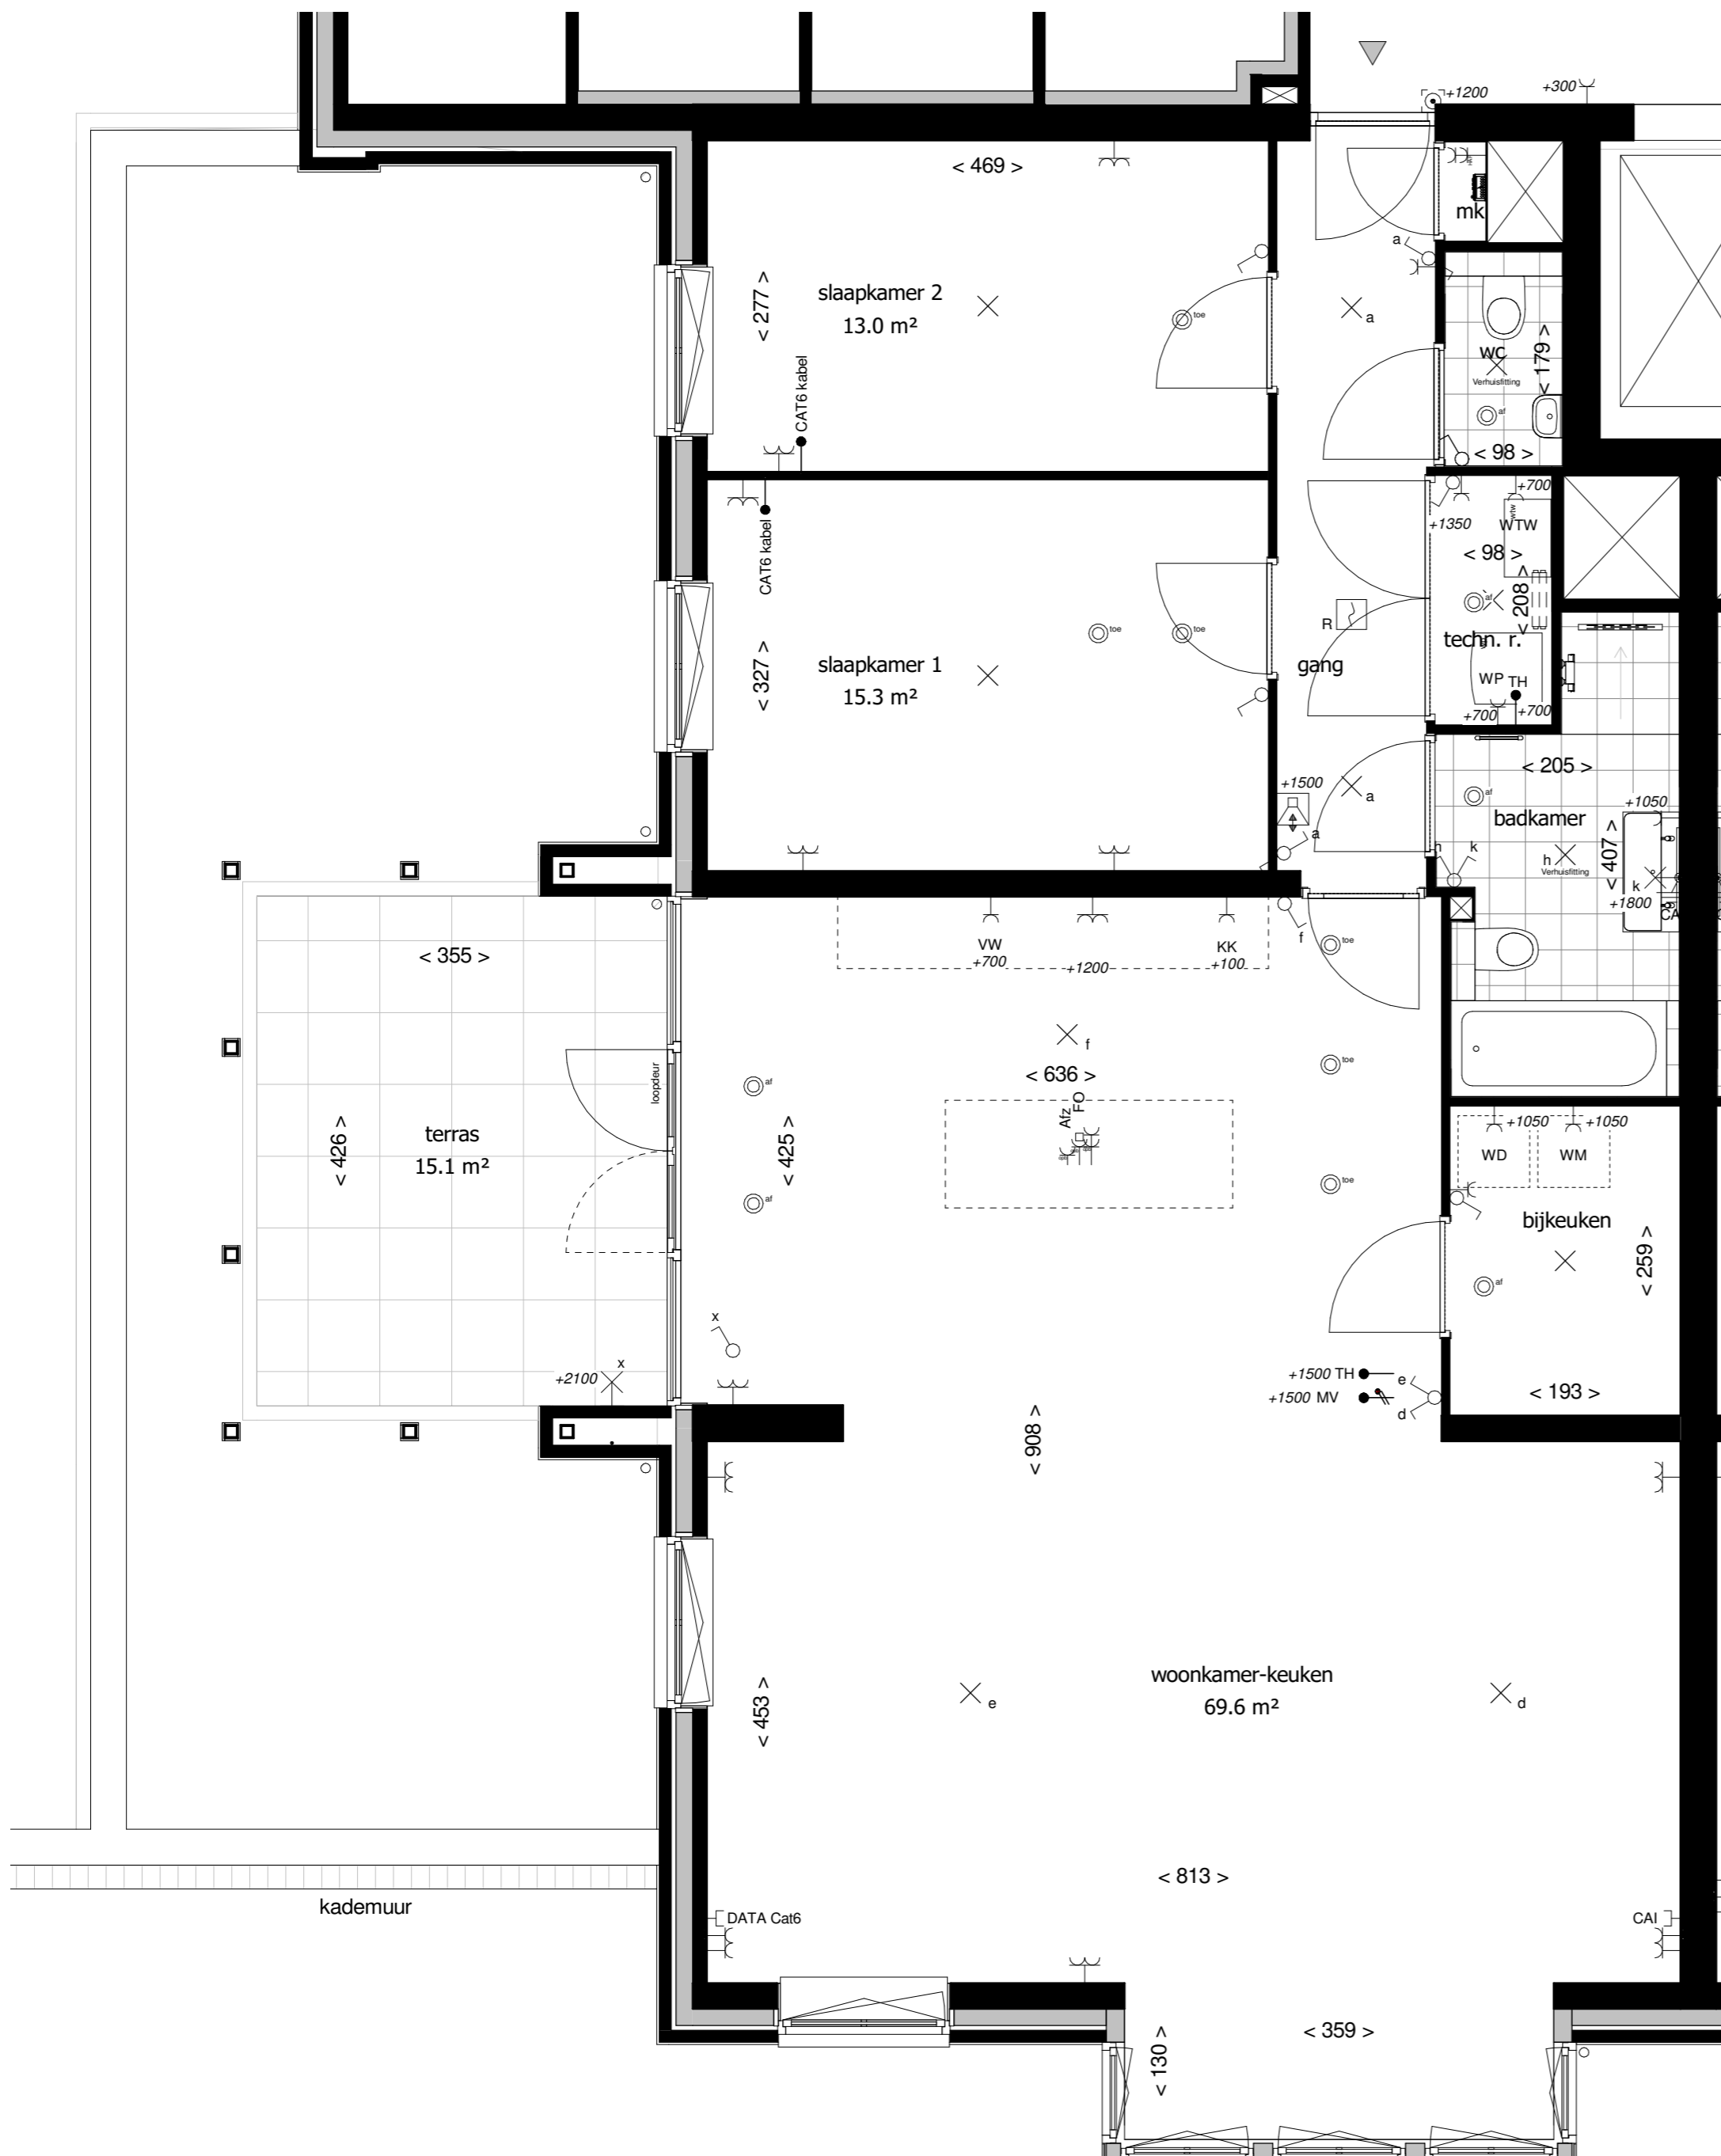 +1200
+300
< 469 >
mk
a
slaapkamer 2
13.0 m²
< 277 >
toe
a
wc
Verhuisfitting
< 179 >
af
< 98 >
CAT6 kabel
CAT6 kabel
+700
+1350
wtw
WTW
< 98 >
< 208 >
af
techn. r.
WP
TH
+700
+700
toe
toe
R
gang
slaapkamer 1
15.3 m²
< 327 >
+1500
a
a
< 205 >
af
+1050
badkamer
h
k
h
Verhuisfitting
< 407 >
k
+1800
CA
f
VW
+700
+1200
KK
+100
toe
< 355 >
f
< 636 >
toe
af
loopdeur
Afz
FO
< 426 >
terras
15.1 m²
< 425 >
af
toe
+1050
+1050
WD
WM
bijkeuken
< 259 >
af
x
x
+2100
+1500 TH
+1500 MV
e
d
< 193 >
< 908 >
woonkamer-keuken
69.6 m²
e
d
< 453 >
< 813 >
kademuur
DATA Cat6
CAI
< 359 >
< 130 >